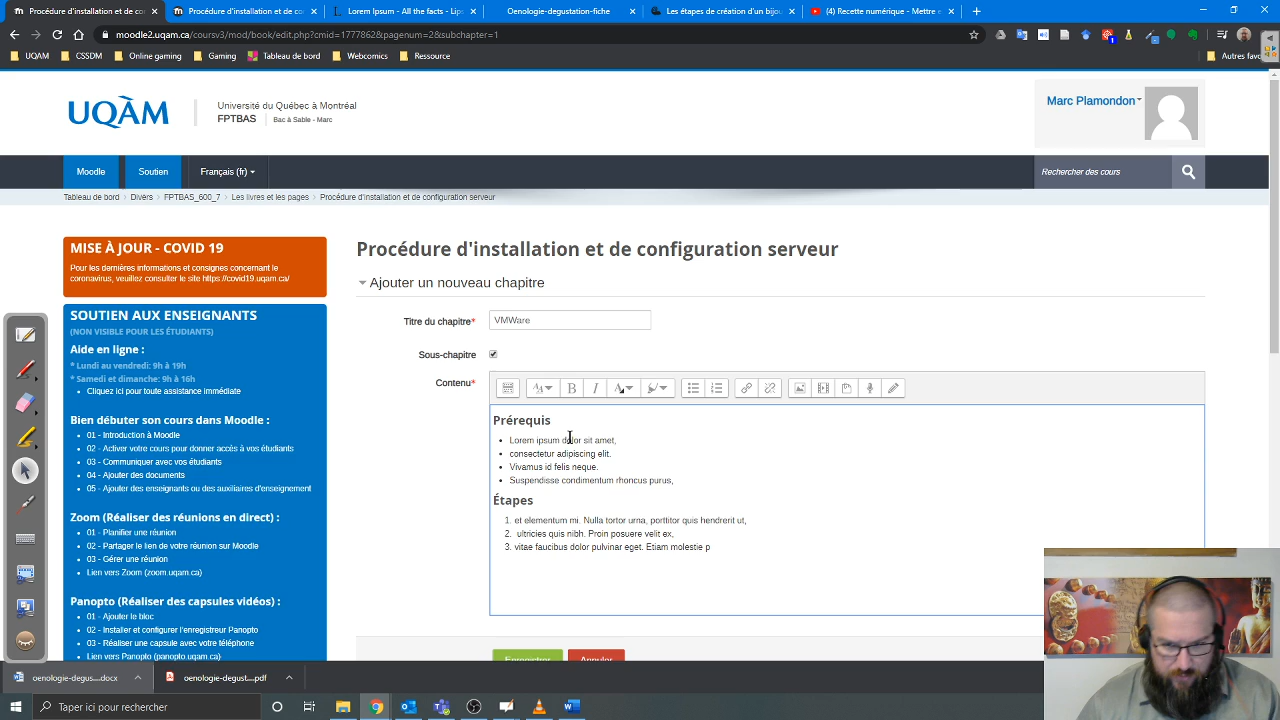 Procédure d'installation et de co
Procédure d'installation et de co
Lorem Ipsum - All the facts - Lip
Oenologie-degustation-fiche
Les étapes de création d'un bijou
(4) Recette numérique - Mettre e
moodle2.uqam.ca/coursv3/mod/book/edit.php?cmid=1777862&pagenum=2&subchapter=1
UQAM
CSSDM
Online gaming
Gaming
Tableau de bord
Webcomics
Ressource
Autres favo
UQÀM
Université du Québec à Montréal
FPTBAS
Bac à Sable - Marc
Marc Plamondon
Moodle
Soutien
Français (fr)
Rechercher des cours
Tableau de bord
Divers
FPTBAS_600_7
Les livres et les pages
Procédure d'installation et de configuration serveur
MISE À JOUR - COVID 19
Pour les dernières informations et consignes concernant le
coronavirus, veuillez consulter le site https://covid19.uqam.ca/
SOUTIEN AUX ENSEIGNANTS
(NON VISIBLE POUR LES ÉTUDIANTS)
Aide en ligne :
* Lundi au vendredi: 9h à 19h
* Samedi et dimanche: 9h à 16h
• Cliquez ici pour toute assistance immédiate
Bien débuter son cours dans Moodle :
• 01 - Introduction à Moodle
• 02 - Activer votre cours pour donner accès à vos étudiants
• 03 - Communiquer avec vos étudiants
• 04 - Ajouter des documents
• 05 - Ajouter des enseignants ou des auxiliaires d'enseignement
Zoom (Réaliser des réunions en direct) :
• 01 - Planifier une réunion
• 02 - Partager le lien de votre réunion sur Moodle
• 03 - Gérer une réunion
• Lien vers Zoom (zoom.uqam.ca)
Panopto (Réaliser des capsules vidéos) :
• 01 - Ajouter le bloc
• 02 - Installer et configurer l'enregistreur Panopto
• 03 - Réaliser une capsule avec votre téléphone
• Lien vers Panopto (panopto.uqam.ca)
Procédure d'installation et de configuration serveur
Ajouter un nouveau chapitre
Titre du chapitre*
VMWare
Sous-chapitre
Contenu*
Prérequis
• Lorem ipsum dolor sit amet,
• consectetur adipiscing elit.
• Vivamus id felis neque.
• Suspendisse condimentum rhoncus purus,
Étapes
1. et elementum mi. Nulla tortor urna, porttitor quis hendrerit ut,
2. ultricies quis nibh. Proin posuere velit ex,
3. vitae faucibus dolor pulvinar eget. Etiam molestie p
Enregistrer
Annuler
oenologie-degus....docx
oenologie-degust....pdf
Taper ici pour rechercher